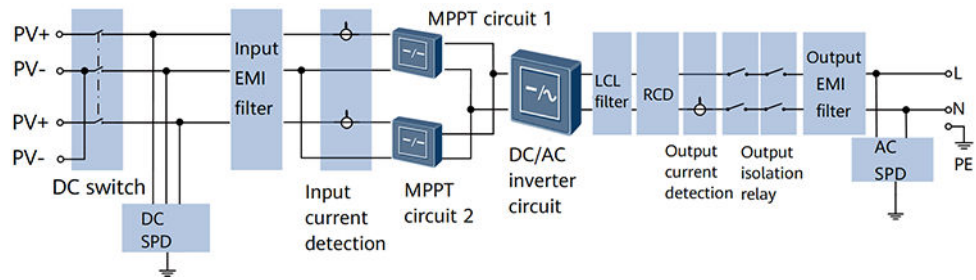 PV+
PV-
PV+
PV-
DC switch
DC
SPD
Input
EMI
filter
Input
current
detection
MPPT circuit 1
MPPT
circuit 2
DC/AC
inverter
circuit
LCL
filter
RCD
Output
current
detection
Output
isolation
relay
Output
EMI
filter
AC
SPD
L
N
PE